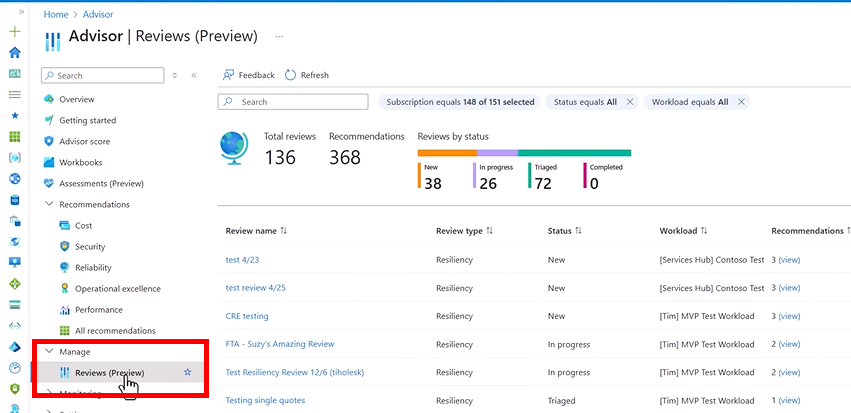 Home > Advisor
Advisor | Reviews (Preview) ...
Search
Feedback Refresh
Search
Subscription equals 148 of 151 selected
Status equals All
Workload equals All
Overview
Getting started
Advisor score
Workbooks
Assessments (Preview)
Recommendations
Cost
Security
Reliability
Operational excellence
Performance
All recommendations
Manage
Reviews (Preview)
Monitoring
Total reviews
136
Recommendations
368
Reviews by status
New
38
In progress
26
Triaged
72
Completed
0
Review name Review type Status Workload Recommendations
test 4/23 Resiliency New [Services Hub] Contoso Test 3 (view)
test review 4/25 Resiliency New [Services Hub] Contoso Test 3 (view)
CRE testing Resiliency New [Tim] MVP Test Workload 3 (view)
FTA - Suzy's Amazing Review Resiliency In progress [Tim] MVP Test Workload 2 (view)
Test Resiliency Review 12/6 (tiholesk) Resiliency In progress [Tim] MVP Test Workload 2 (view)
Testing single quotes Resiliency Triaged [Tim] MVP Test Workload 1 (view)